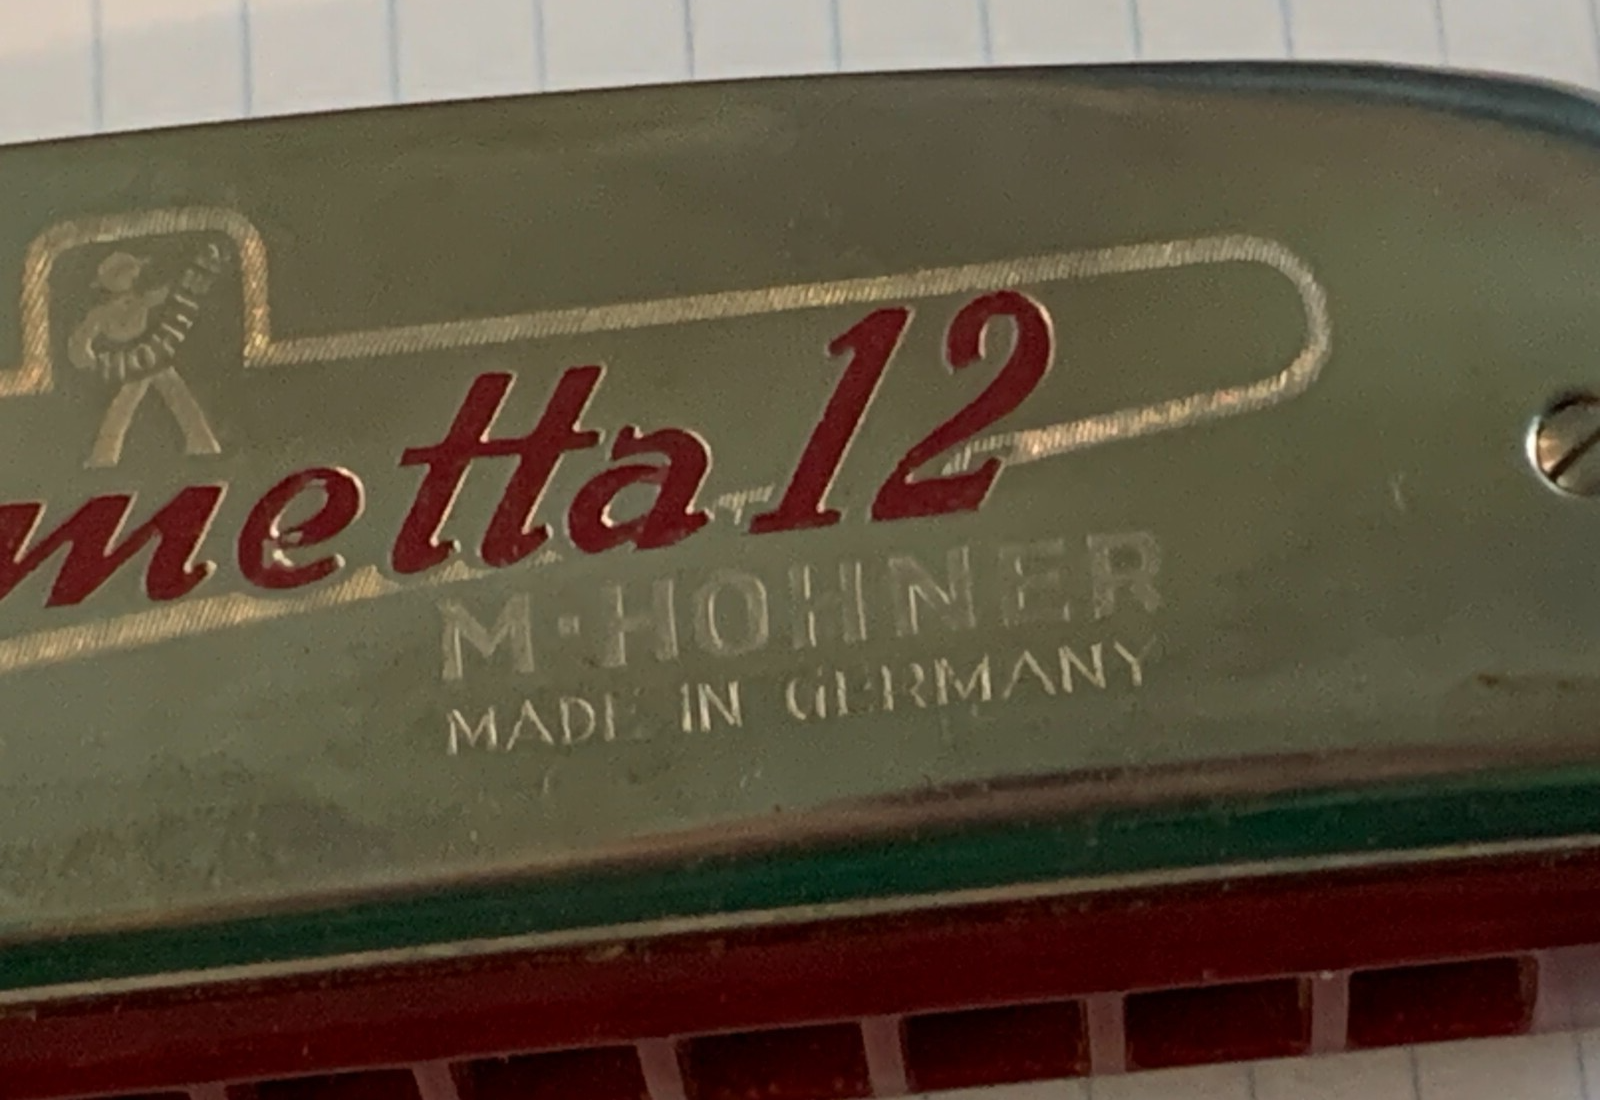 HOHNER
metta 12
M·HOHNER
MADE IN GERMANY